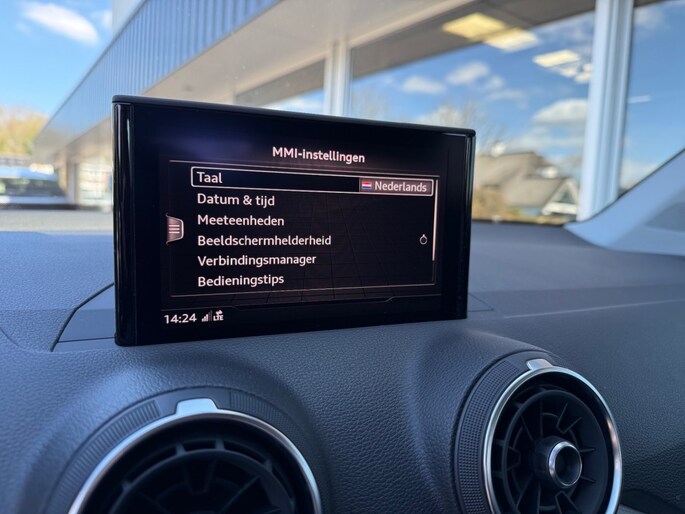 MMI-instellingen
Taal Nederlands
Datum & tijd
Meeteenheden
Beeldschermhelderheid
Verbindingsmanager
Bedieningstips
14:24 LTE